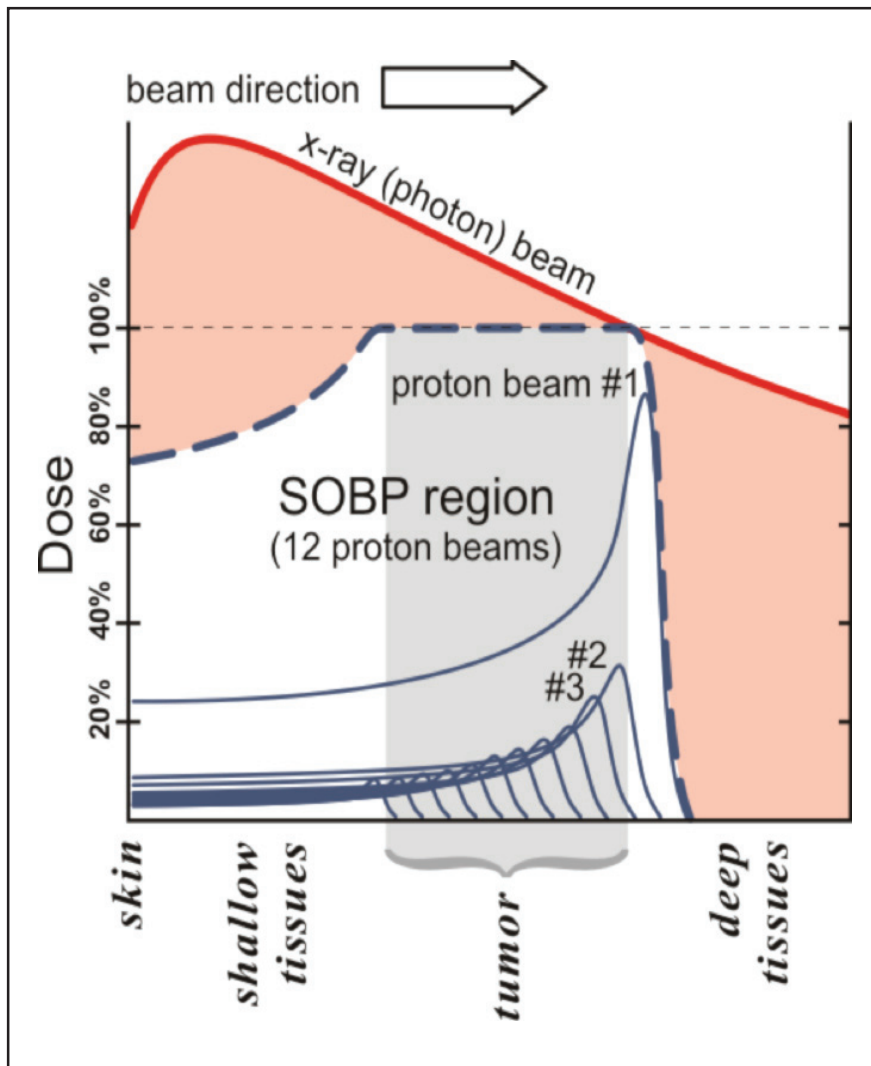 beam direction
x-ray (photon) beam
100%
80%
60%
40%
20%
Dose
proton beam #1
SOBP region
(12 proton beams)
#2
#3
skin
shallow
tissues
tumor
deep
tissues